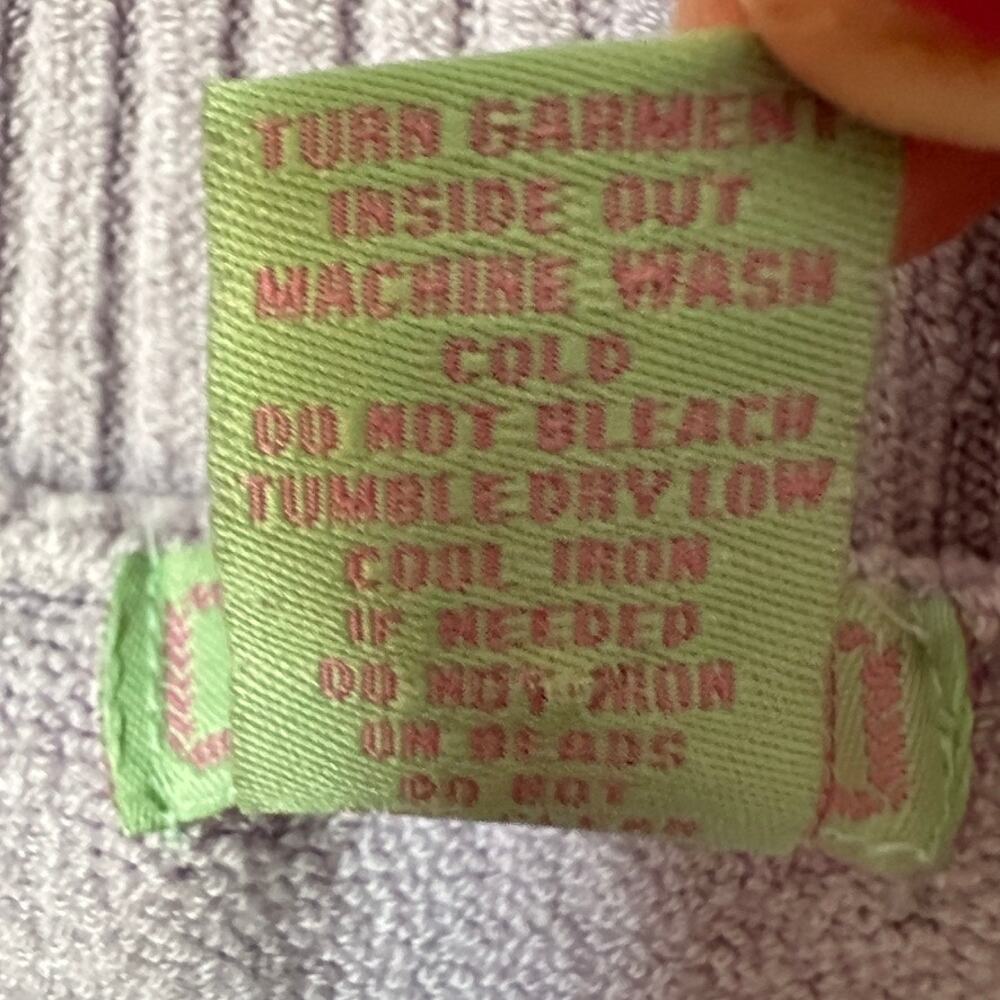 TURN GARMENT
INSIDE OUT
MACHINE WASH
COLD
DO NOT BLEACH
TUMBLE DRY LOW
COOL IRON
IF NEEDED
DO NOT IRON
ON BEADS
DO NOT